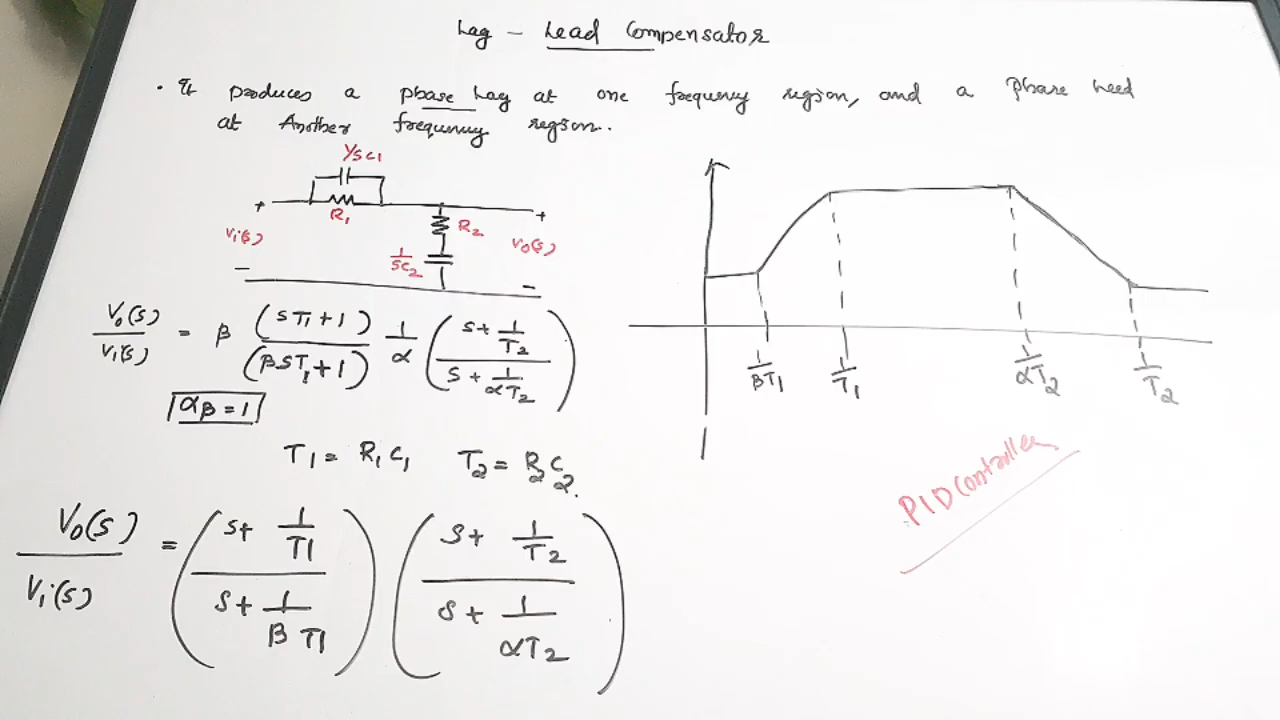 Lag - Lead Compensator
• It produces a phase Lag at one frequency region, and a phase Lead
at Another frequency region.
1/SC1
+ R1 +
Vi(s) R2 Vo(s)
1/SC2
- -
Vo(s)/Vi(s) = β (ST1+1)/(βST1+1) 1/α (S+ 1/T2)/(S+ 1/αT2)
αβ=1
T1 = R1C1 T2 = R2C2.
Vo(s)/Vi(s) = (S+ 1/T1)/(S+ 1/βT1) (S+ 1/T2)/(S+ 1/αT2)
1/βT1 1/T1 1/αT2 1/T2
PID Controller